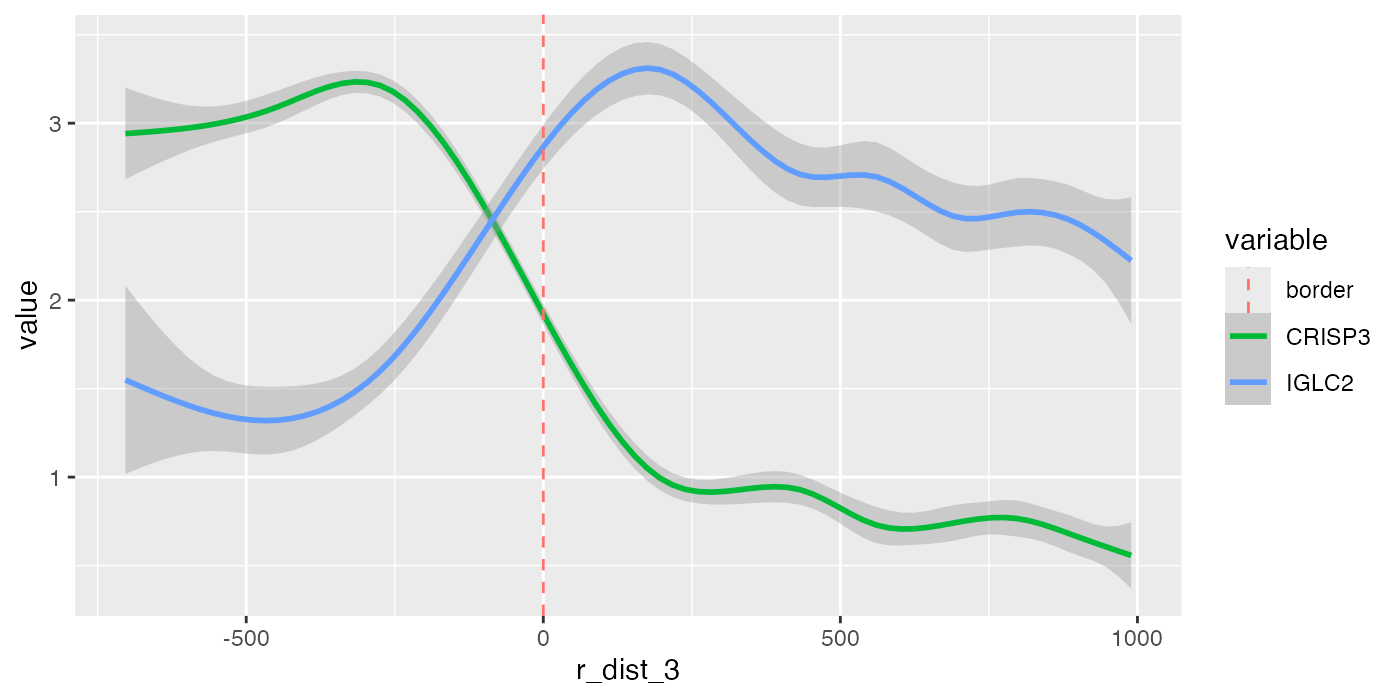 value
3
2
1
-500
0
500
1000
r_dist_3
variable
border
CRISP3
IGLC2